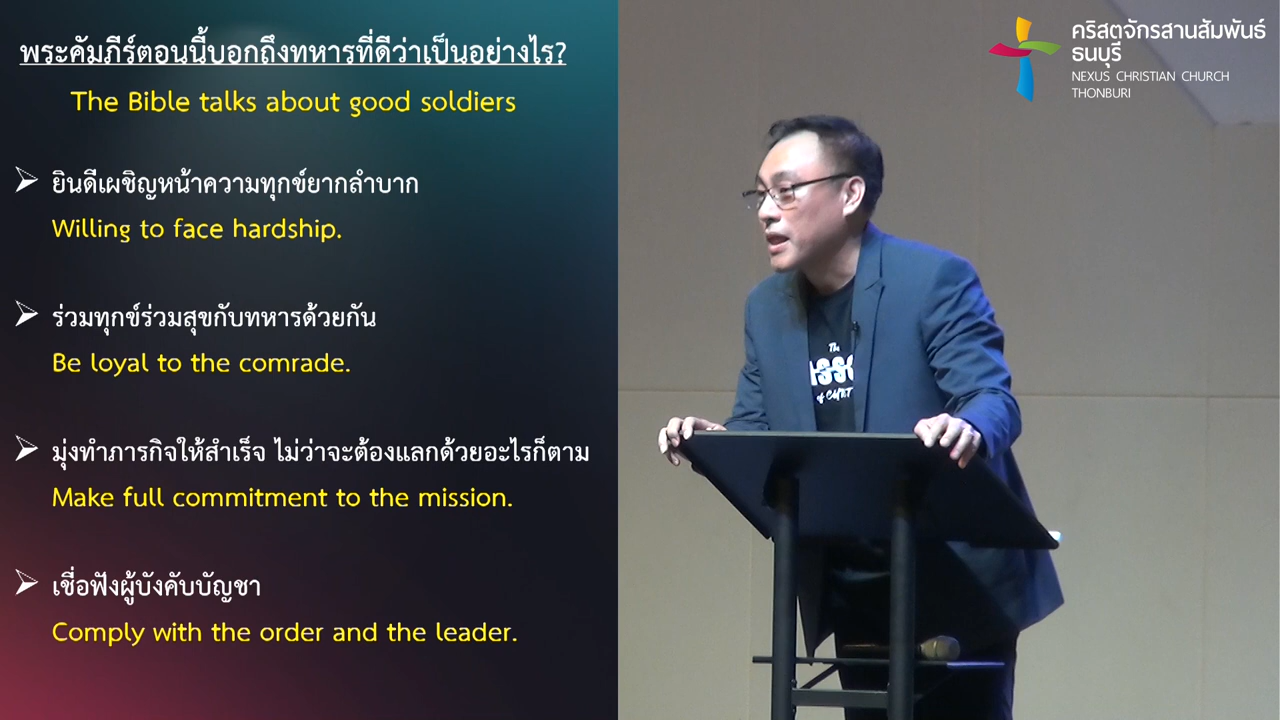 พระคัมภีร์ตอนนี้บอกถึงทหารที่ดีว่าเป็นอย่างไร?
The Bible talks about good soldiers
ยินดีเผชิญหน้าความทุกข์ยากลำบาก
Willing to face hardship.
ร่วมทุกข์ร่วมสุขกับทหารด้วยกัน
Be loyal to the comrade.
มุ่งทำภารกิจให้สำเร็จ ไม่ว่าจะต้องแลกด้วยอะไรก็ตาม
Make full commitment to the mission.
เชื่อฟังผู้บังคับบัญชา
Comply with the order and the leader.
คริสตจักรสานสัมพันธ์
ธนบุรี
NEXUS CHRISTIAN CHURCH
THONBURI
The
of